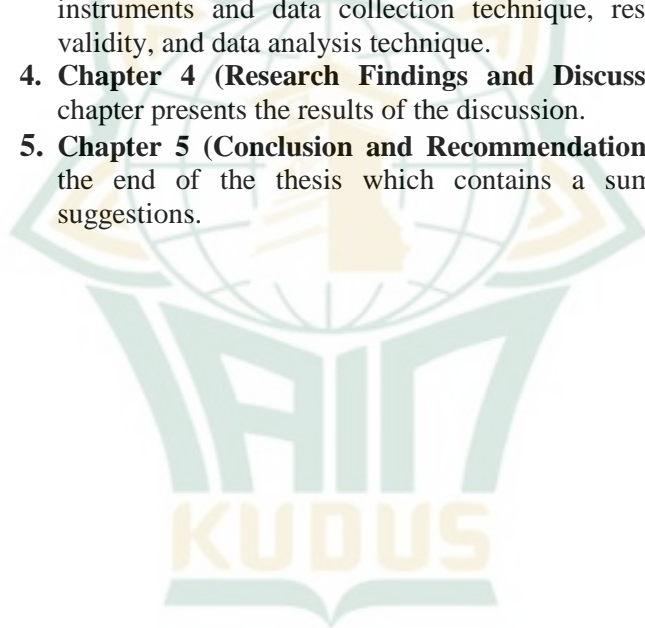 instruments and data collection technique, res
validity, and data analysis technique.
4. Chapter 4 (Research Findings and Discuss
chapter presents the results of the discussion.
5. Chapter 5 (Conclusion and Recommendation
the end of the thesis which contains a sum
suggestions.
IAIN
KUDUS